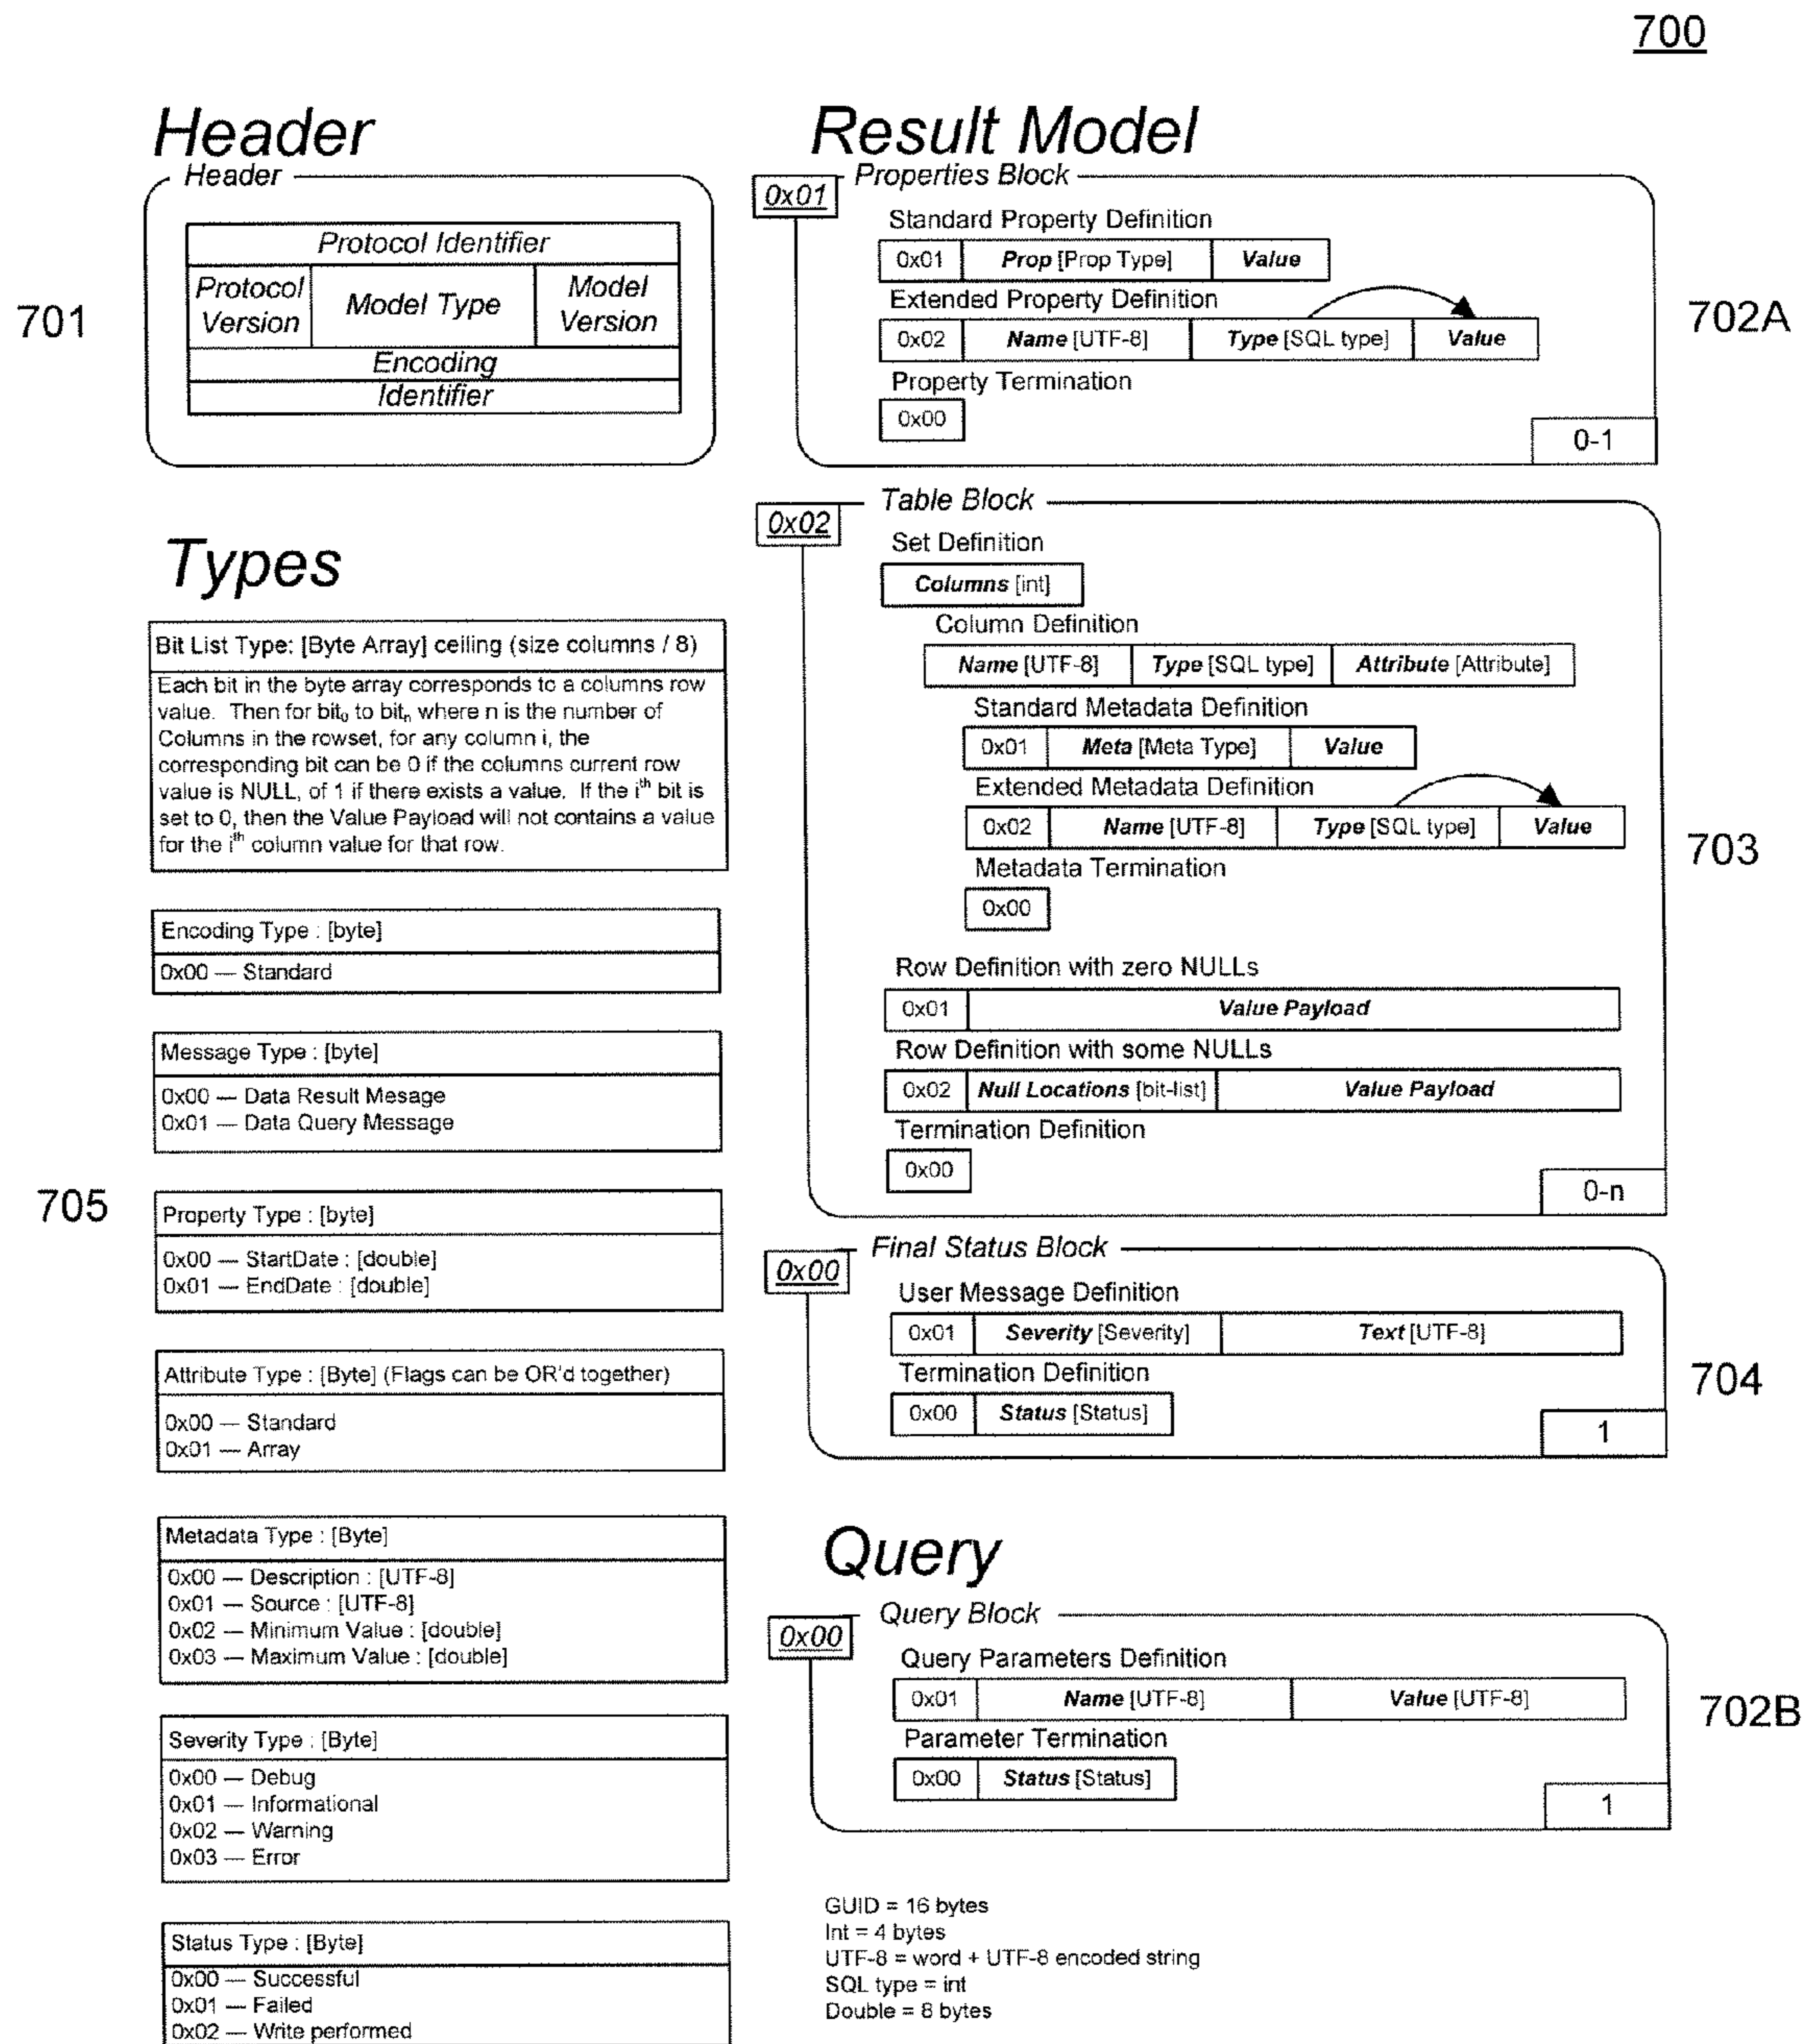 700
Header
Header
Protocol Identifier
Protocol Version
Model Type
Model Version
Encoding
Identifier
701
Types
Bit List Type: [Byte Array] ceiling (size columns / 8)
Each bit in the byte array corresponds to a columns row
value. Then for bit₀ to bitₙ where n is the number of
Columns in the rowset, for any column i, the
corresponding bit can be 0 if the columns current row
value is NULL, of 1 if there exists a value. If the iᵗʰ bit is
set to 0, then the Value Payload will not contains a value
for the iᵗʰ column value for that row.
Encoding Type : [byte]
0x00 — Standard
Message Type : [byte]
0x00 — Data Result Mesage
0x01 — Data Query Message
705
Property Type : [byte]
0x00 — StartDate : [double]
0x01 — EndDate : [double]
Attribute Type : [Byte] (Flags can be OR'd together)
0x00 — Standard
0x01 — Array
Metadata Type : [Byte]
0x00 — Description : [UTF-8]
0x01 — Source : [UTF-8]
0x02 — Minimum Value : [double]
0x03 — Maximum Value : [double]
Severity Type : [Byte]
0x00 — Debug
0x01 — Informational
0x02 — Warning
0x03 — Error
Status Type : [Byte]
0x00 — Successful
0x01 — Failed
0x02 — Write performed
Result Model
0x01
Properties Block
Standard Property Definition
0x01 Prop [Prop Type] Value
Extended Property Definition
0x02 Name [UTF-8] Type [SQL type] Value
Property Termination
0x00
0-1
702A
0x02
Table Block
Set Definition
Columns [int]
Column Definition
Name [UTF-8] Type [SQL type] Attribute [Attribute]
Standard Metadata Definition
0x01 Meta [Meta Type] Value
Extended Metadata Definition
0x02 Name [UTF-8] Type [SQL type] Value
Metadata Termination
0x00
Row Definition with zero NULLs
0x01 Value Payload
Row Definition with some NULLs
0x02 Null Locations [bit-list] Value Payload
Termination Definition
0x00
0-n
703
0x00
Final Status Block
User Message Definition
0x01 Severity [Severity] Text [UTF-8]
Termination Definition
0x00 Status [Status]
1
704
Query
0x00
Query Block
Query Parameters Definition
0x01 Name [UTF-8] Value [UTF-8]
Parameter Termination
0x00 Status [Status]
1
702B
GUID = 16 bytes
Int = 4 bytes
UTF-8 = word + UTF-8 encoded string
SQL type = int
Double = 8 bytes